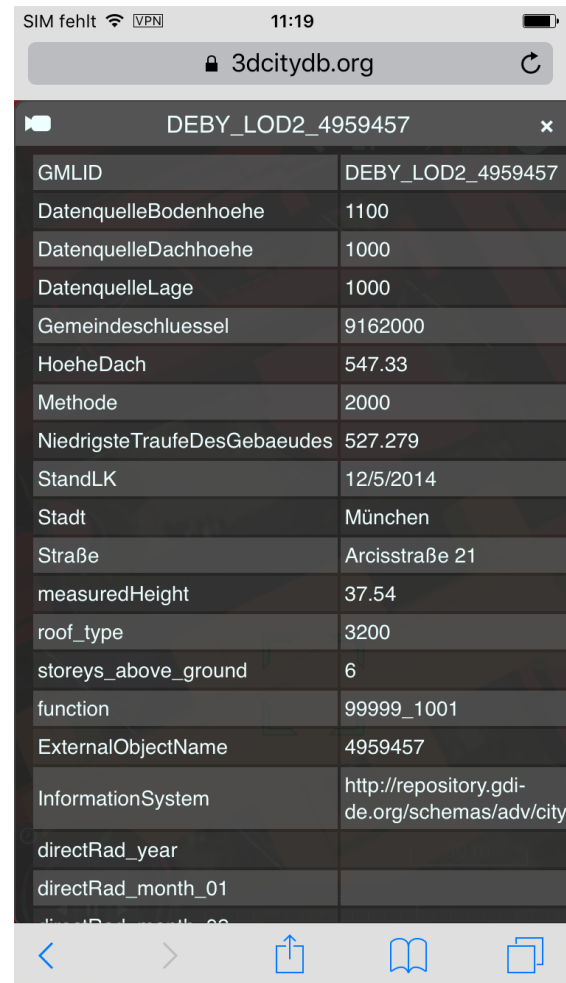 SIM fehlt VPN 11:19
3dcitydb.org
DEBY_LOD2_4959457 ×
GMLID DEBY_LOD2_4959457
DatenquelleBodenhoehe 1100
DatenquelleDachhoehe 1000
DatenquelleLage 1000
Gemeindeschluessel 9162000
HoeheDach 547.33
Methode 2000
NiedrigsteTraufeDesGebaeudes 527.279
StandLK 12/5/2014
Stadt München
Straße Arcisstraße 21
measuredHeight 37.54
roof_type 3200
storeys_above_ground 6
function 99999_1001
ExternalObjectName 4959457
InformationSystem http://repository.gdi-
de.org/schemas/adv/city
directRad_year
directRad_month_01